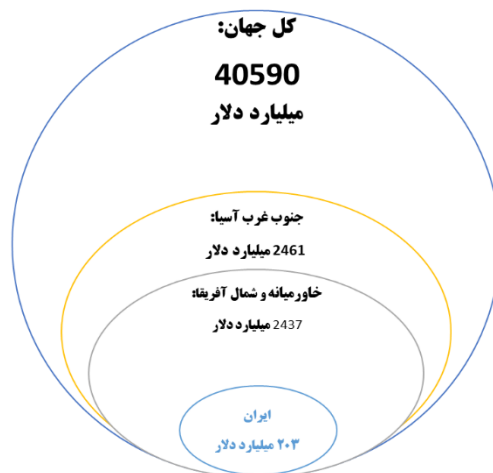 کل جهان:
40590
میلیارد دلار
جنوب غرب آسیا:
2461 میلیارد دلار
خاورمیانه و شمال آفریقا:
2437 میلیارد دلار
ایران
۲۰۳ میلیارد دلار